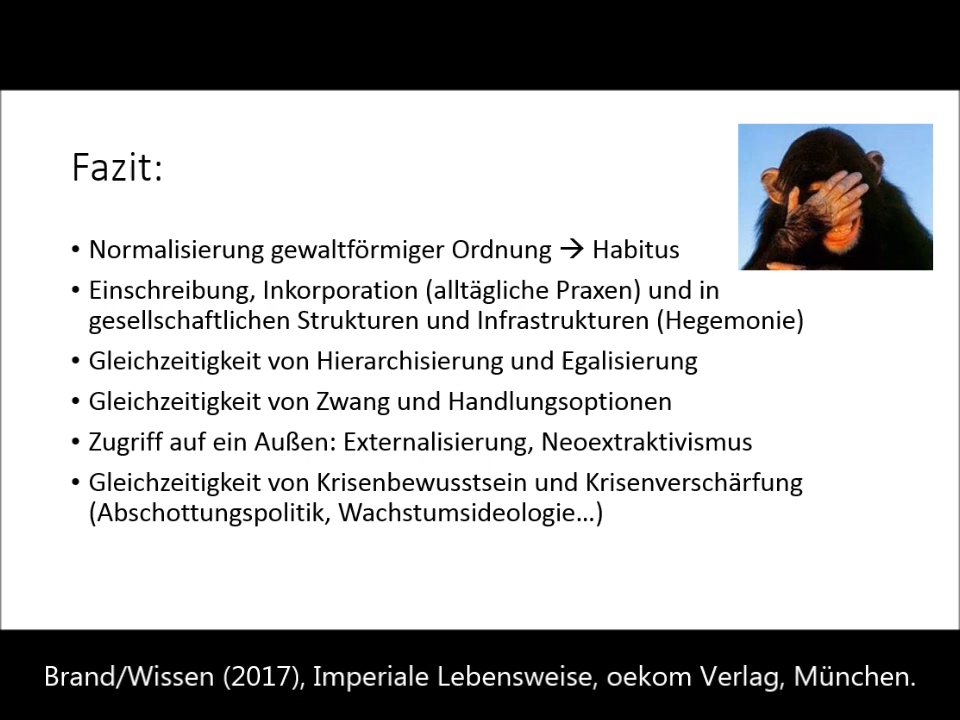 Fazit:
• Normalisierung gewaltförmiger Ordnung → Habitus
• Einschreibung, Inkorporation (alltägliche Praxen) und in
gesellschaftlichen Strukturen und Infrastrukturen (Hegemonie)
• Gleichzeitigkeit von Hierarchisierung und Egalisierung
• Gleichzeitigkeit von Zwang und Handlungsoptionen
• Zugriff auf ein Außen: Externalisierung, Neoextraktivismus
• Gleichzeitigkeit von Krisenbewusstsein und Krisenverschärfung
(Abschottungspolitik, Wachstumsideologie…)
Brand/Wissen (2017), Imperiale Lebensweise, oekom Verlag, München.